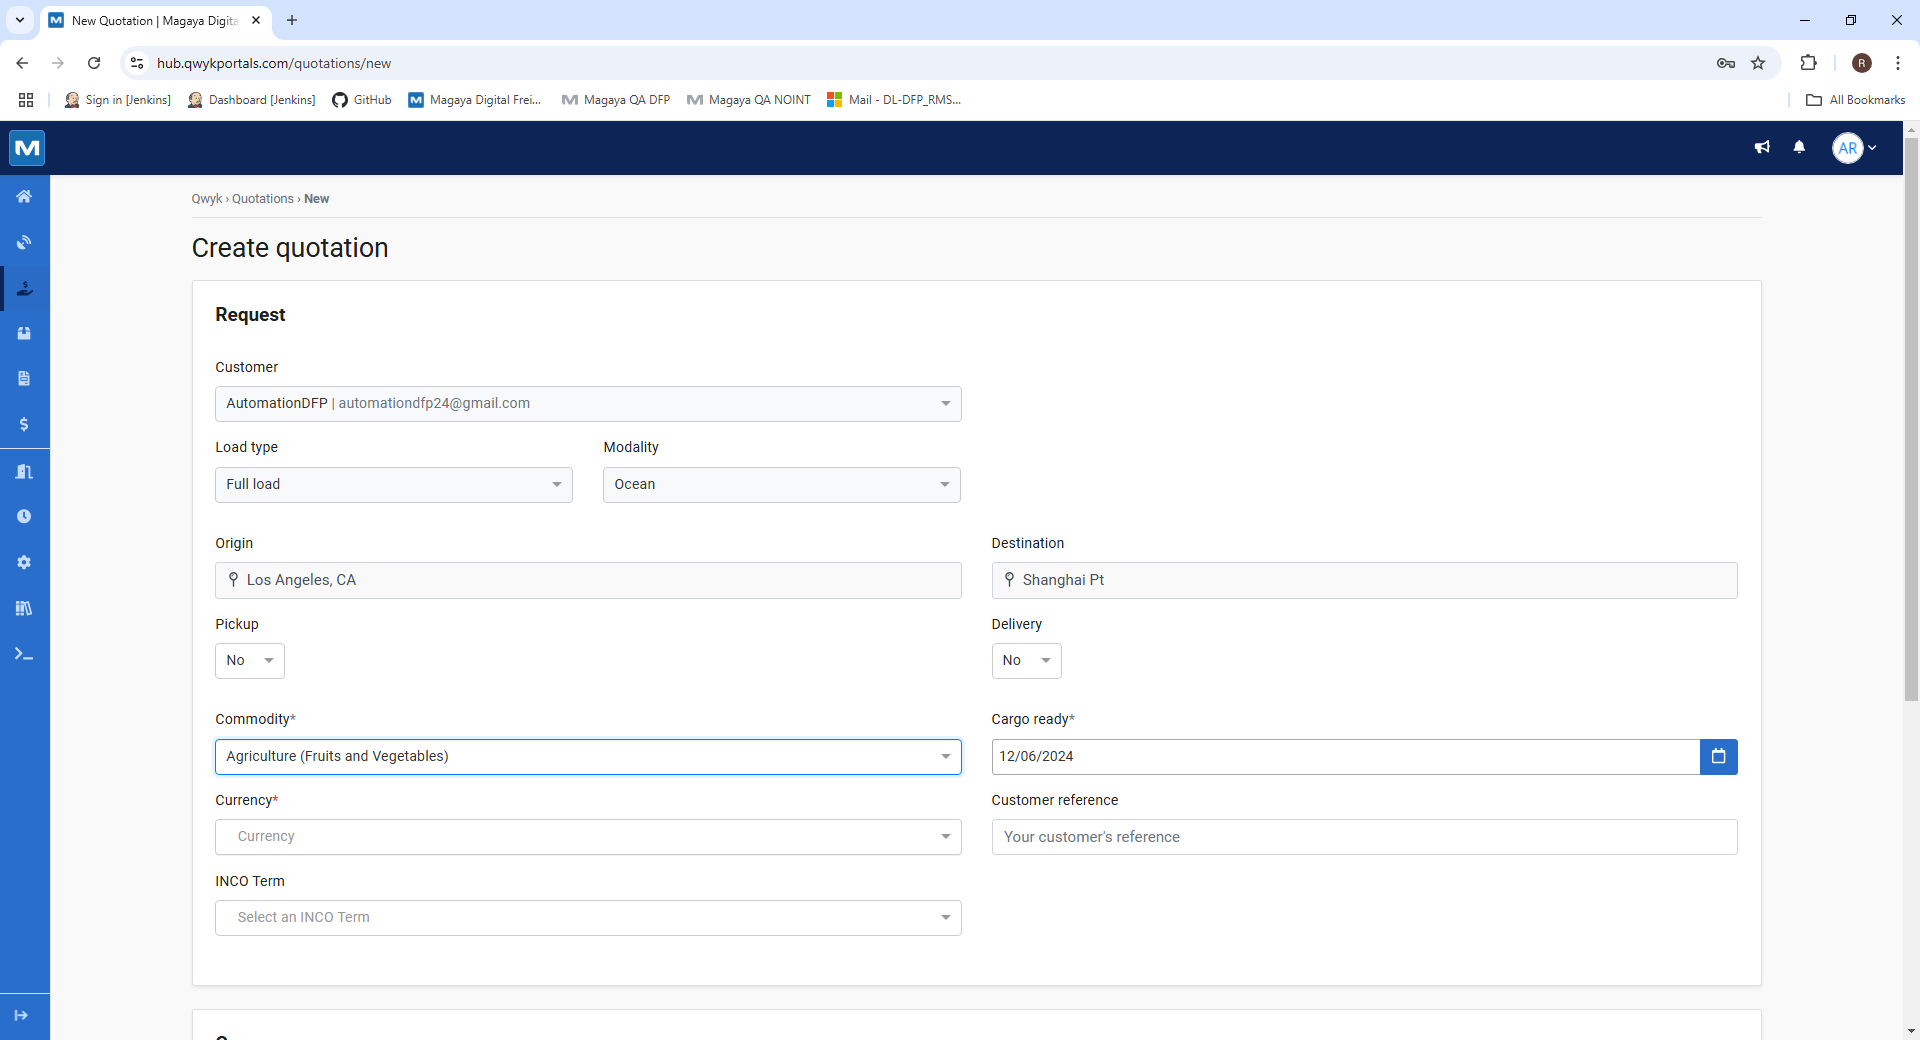 New Quotation | Magaya Digita
hub.qwykportals.com/quotations/new
R
Sign in [Jenkins]
Dashboard [Jenkins]
GitHub
Magaya Digital Frei...
Magaya QA DFP
Magaya QA NOINT
Mail - DL-DFP_RMS...
All Bookmarks
AR
Qwyk › Quotations › New
Create quotation
Request
Customer
AutomationDFP | automationdfp24@gmail.com
Load type
Modality
Full load
Ocean
Origin
Destination
Los Angeles, CA
Shanghai Pt
Pickup
Delivery
No
No
Commodity*
Cargo ready*
Agriculture (Fruits and Vegetables)
12/06/2024
Currency*
Customer reference
Currency
Your customer's reference
INCO Term
Select an INCO Term